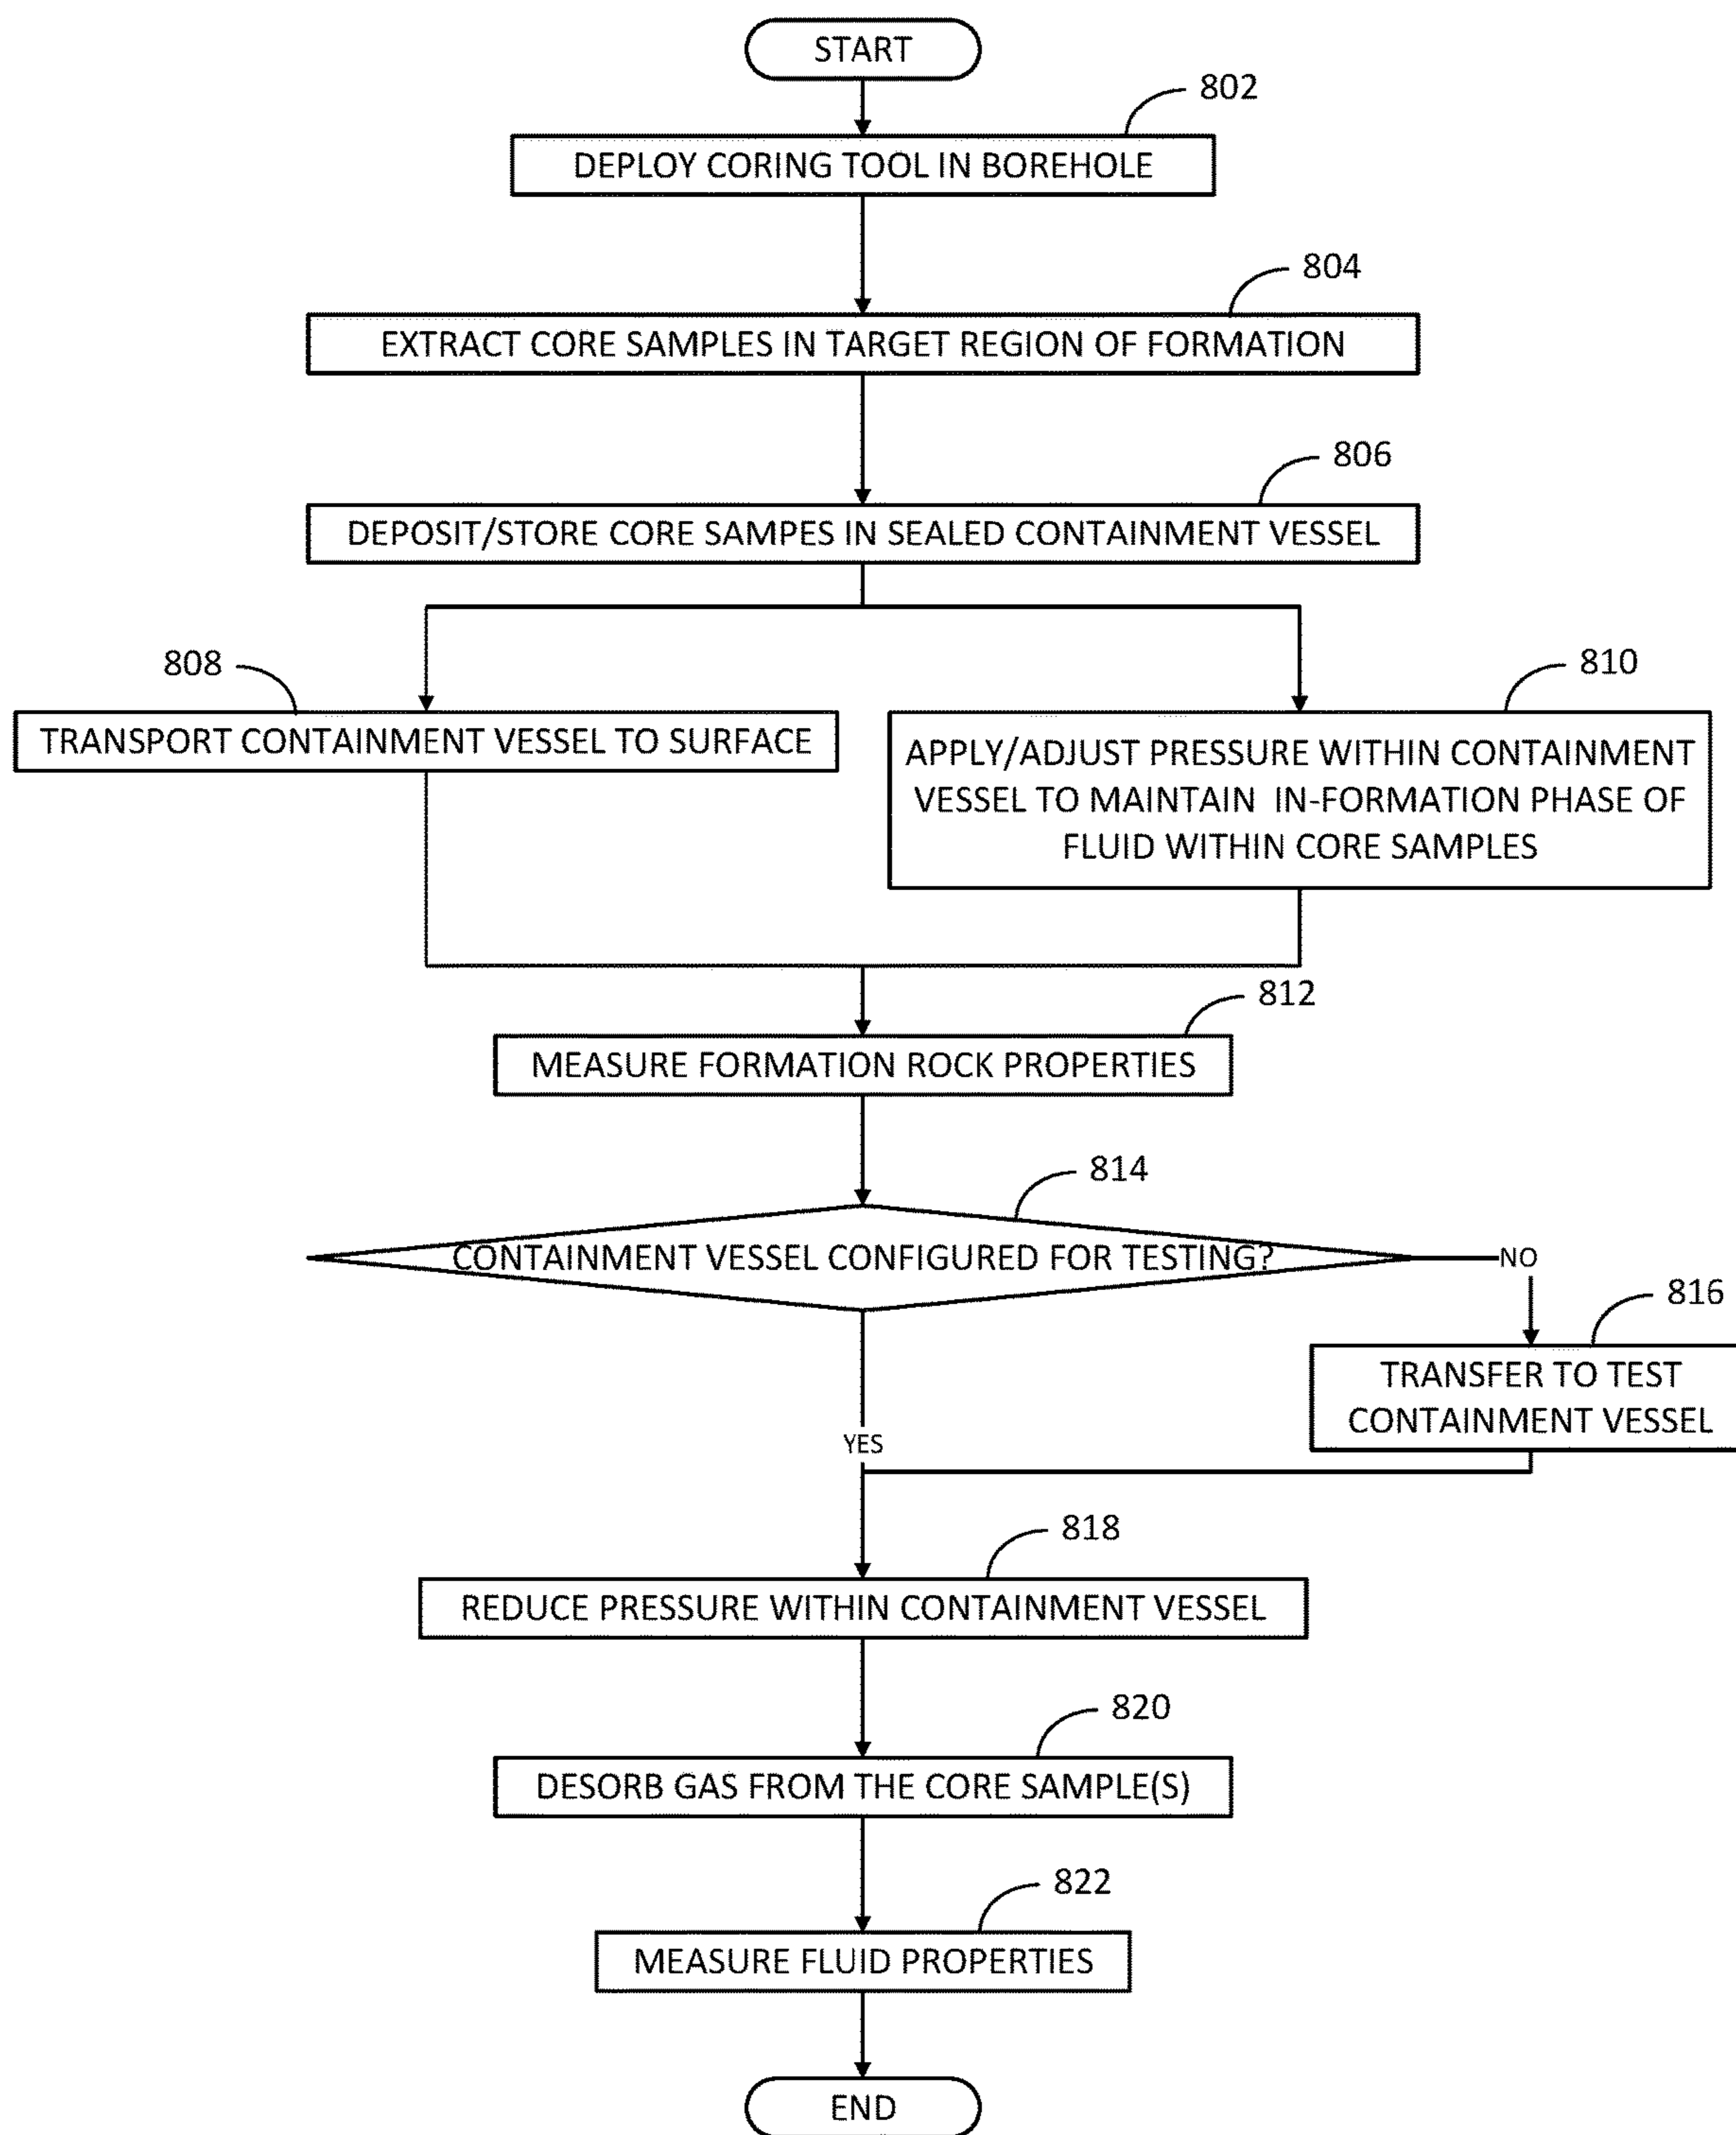 START
802
DEPLOY CORING TOOL IN BOREHOLE
804
EXTRACT CORE SAMPLES IN TARGET REGION OF FORMATION
806
DEPOSIT/STORE CORE SAMPES IN SEALED CONTAINMENT VESSEL
808
TRANSPORT CONTAINMENT VESSEL TO SURFACE
810
APPLY/ADJUST PRESSURE WITHIN CONTAINMENT
VESSEL TO MAINTAIN IN-FORMATION PHASE OF
FLUID WITHIN CORE SAMPLES
812
MEASURE FORMATION ROCK PROPERTIES
814
CONTAINMENT VESSEL CONFIGURED FOR TESTING?
NO
816
TRANSFER TO TEST
CONTAINMENT VESSEL
YES
818
REDUCE PRESSURE WITHIN CONTAINMENT VESSEL
820
DESORB GAS FROM THE CORE SAMPLE(S)
822
MEASURE FLUID PROPERTIES
END